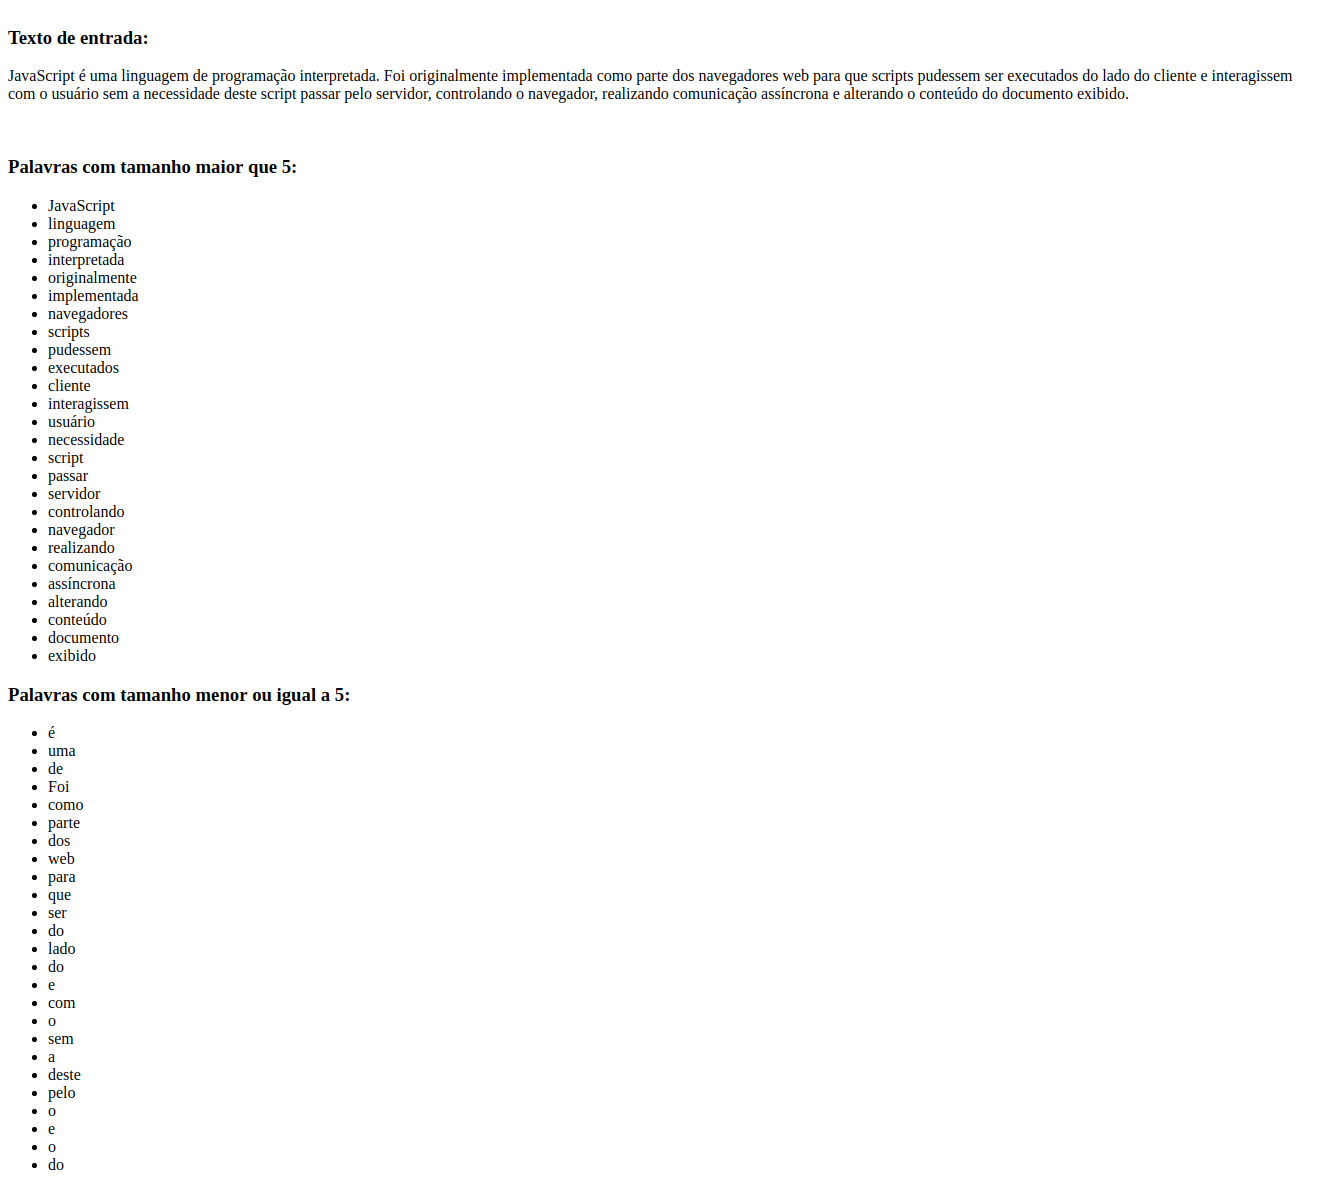 Texto de entrada:
JavaScript é uma linguagem de programação interpretada. Foi originalmente implementada como parte dos navegadores web para que scripts pudessem ser executados do lado do cliente e interagissem
com o usuário sem a necessidade deste script passar pelo servidor, controlando o navegador, realizando comunicação assíncrona e alterando o conteúdo do documento exibido.
Palavras com tamanho maior que 5:
JavaScript
linguagem
programação
interpretada
originalmente
implementada
navegadores
scripts
pudessem
executados
cliente
interagissem
usuário
necessidade
script
passar
servidor
controlando
navegador
realizando
comunicação
assíncrona
alterando
conteúdo
documento
exibido
Palavras com tamanho menor ou igual a 5:
é
uma
de
Foi
como
parte
dos
web
para
que
ser
do
lado
do
e
com
o
sem
a
deste
pelo
o
e
o
do